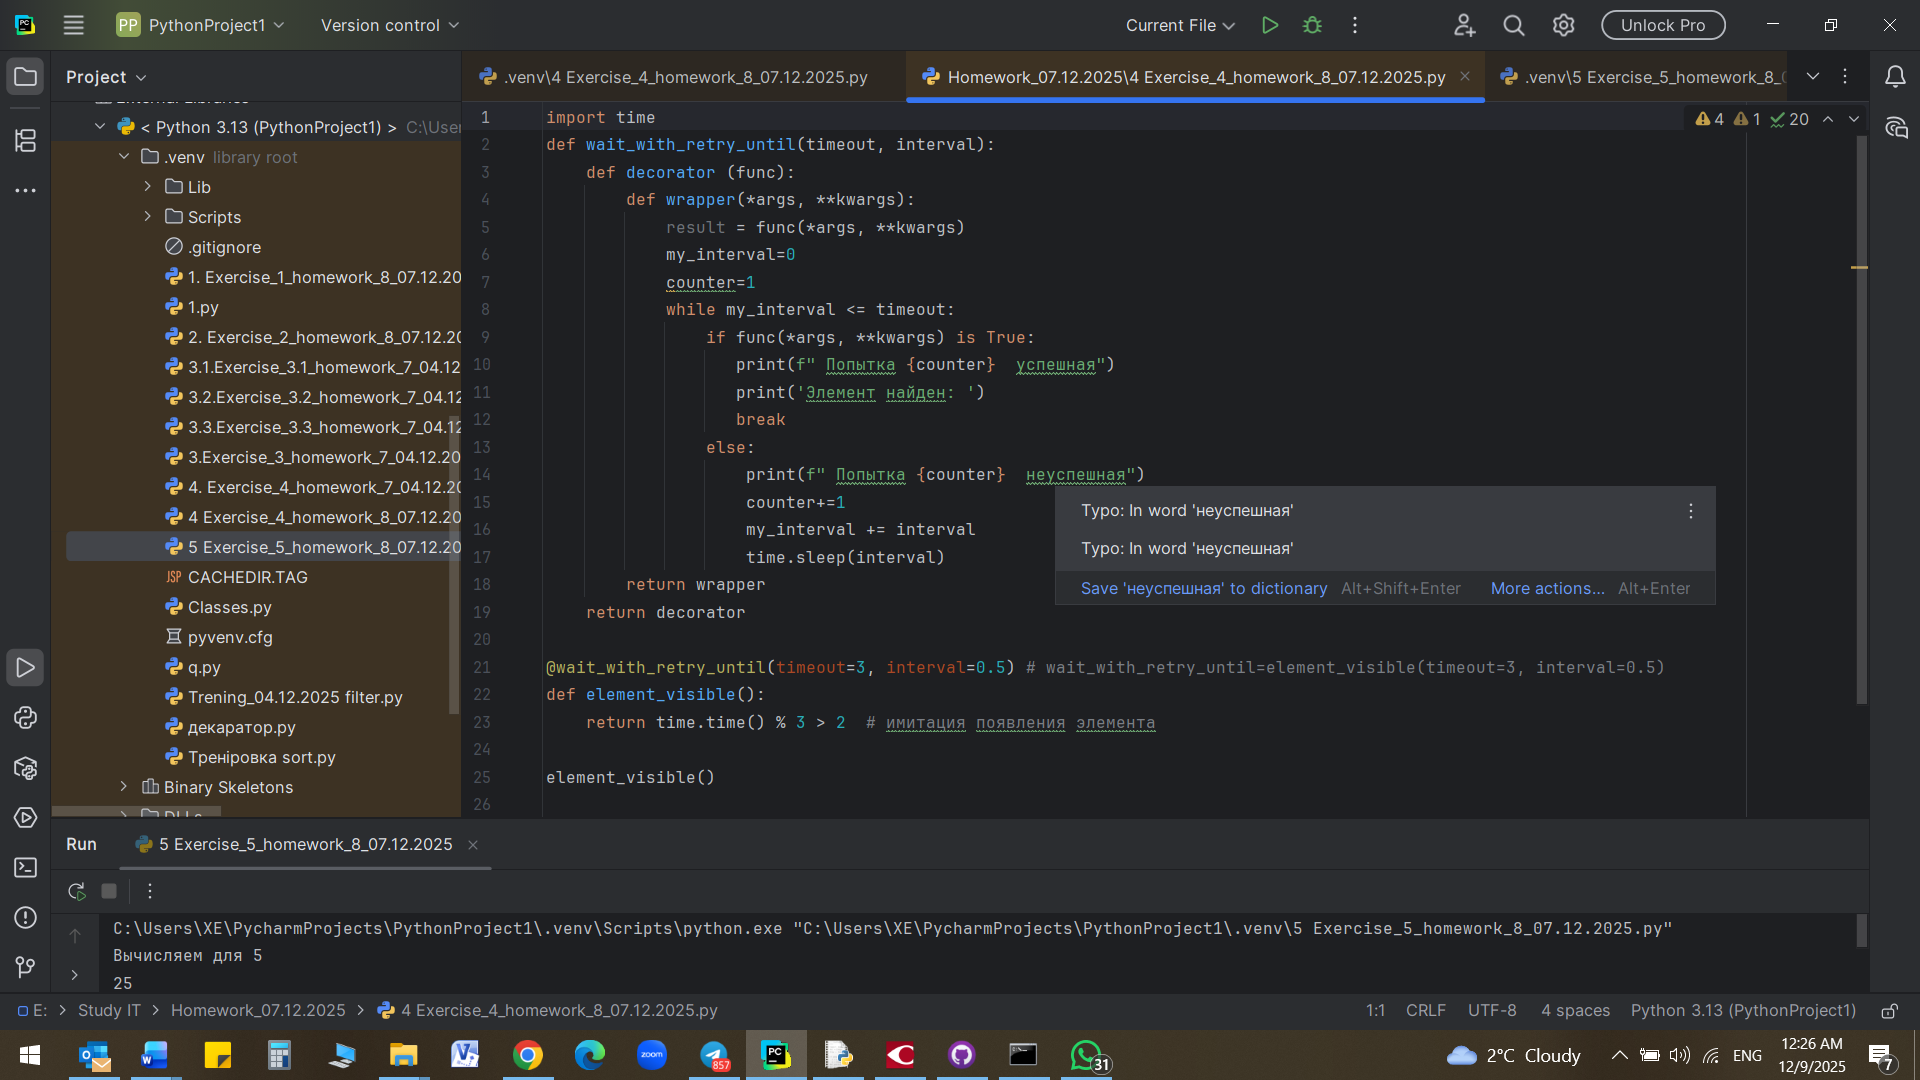 PP PythonProject1
Version control
Current File
Unlock Pro
Project
.venv\4 Exercise_4_homework_8_07.12.2025.py
Homework_07.12.2025\4 Exercise_4_homework_8_07.12.2025.py
.venv\5 Exercise_5_homework_8_0
< Python 3.13 (PythonProject1) > C:\User
.venv library root
Lib
Scripts
.gitignore
1. Exercise_1_homework_8_07.12.20
1.py
2. Exercise_2_homework_8_07.12.20
3.1.Exercise_3.1_homework_7_04.12
3.2.Exercise_3.2_homework_7_04.12
3.3.Exercise_3.3_homework_7_04.12
3.Exercise_3_homework_7_04.12.20
4. Exercise_4_homework_7_04.12.20
4 Exercise_4_homework_8_07.12.20
5 Exercise_5_homework_8_07.12.20
JSP CACHEDIR.TAG
Classes.py
pyvenv.cfg
q.py
Trening_04.12.2025 filter.py
декаратор.py
Треніровка sort.py
Binary Skeletons
4 1 20
1 import time
2 def wait_with_retry_until(timeout, interval):
3 def decorator (func):
4 def wrapper(*args, **kwargs):
5 result = func(*args, **kwargs)
6 my_interval=0
7 counter=1
8 while my_interval <= timeout:
9 if func(*args, **kwargs) is True:
10 print(f" Попытка {counter}  успешная")
11 print('Элемент найден: ')
12 break
13 else:
14 print(f" Попытка {counter}  неуспешная")
15 counter+=1
16 my_interval += interval
17 time.sleep(interval)
18 return wrapper
19 return decorator
20
21 @wait_with_retry_until(timeout=3, interval=0.5) # wait_with_retry_until=element_visible(timeout=3, interval=0.5)
22 def element_visible():
23 return time.time() % 3 > 2  # имитация появления элемента
24
25 element_visible()
26
Typo: In word 'неуспешная'
Typo: In word 'неуспешная'
Save 'неуспешная' to dictionary Alt+Shift+Enter More actions... Alt+Enter
Run
5 Exercise_5_homework_8_07.12.2025
C:\Users\XE\PycharmProjects\PythonProject1\.venv\Scripts\python.exe "C:\Users\XE\PycharmProjects\PythonProject1\.venv\5 Exercise_5_homework_8_07.12.2025.py"
Вычисляем для 5
25
E: > Study IT > Homework_07.12.2025 > 4 Exercise_4_homework_8_07.12.2025.py
1:1 CRLF UTF-8 4 spaces Python 3.13 (PythonProject1)
zoom
857
PC
31
2°C Cloudy
ENG
12:26 AM
12/9/2025
7